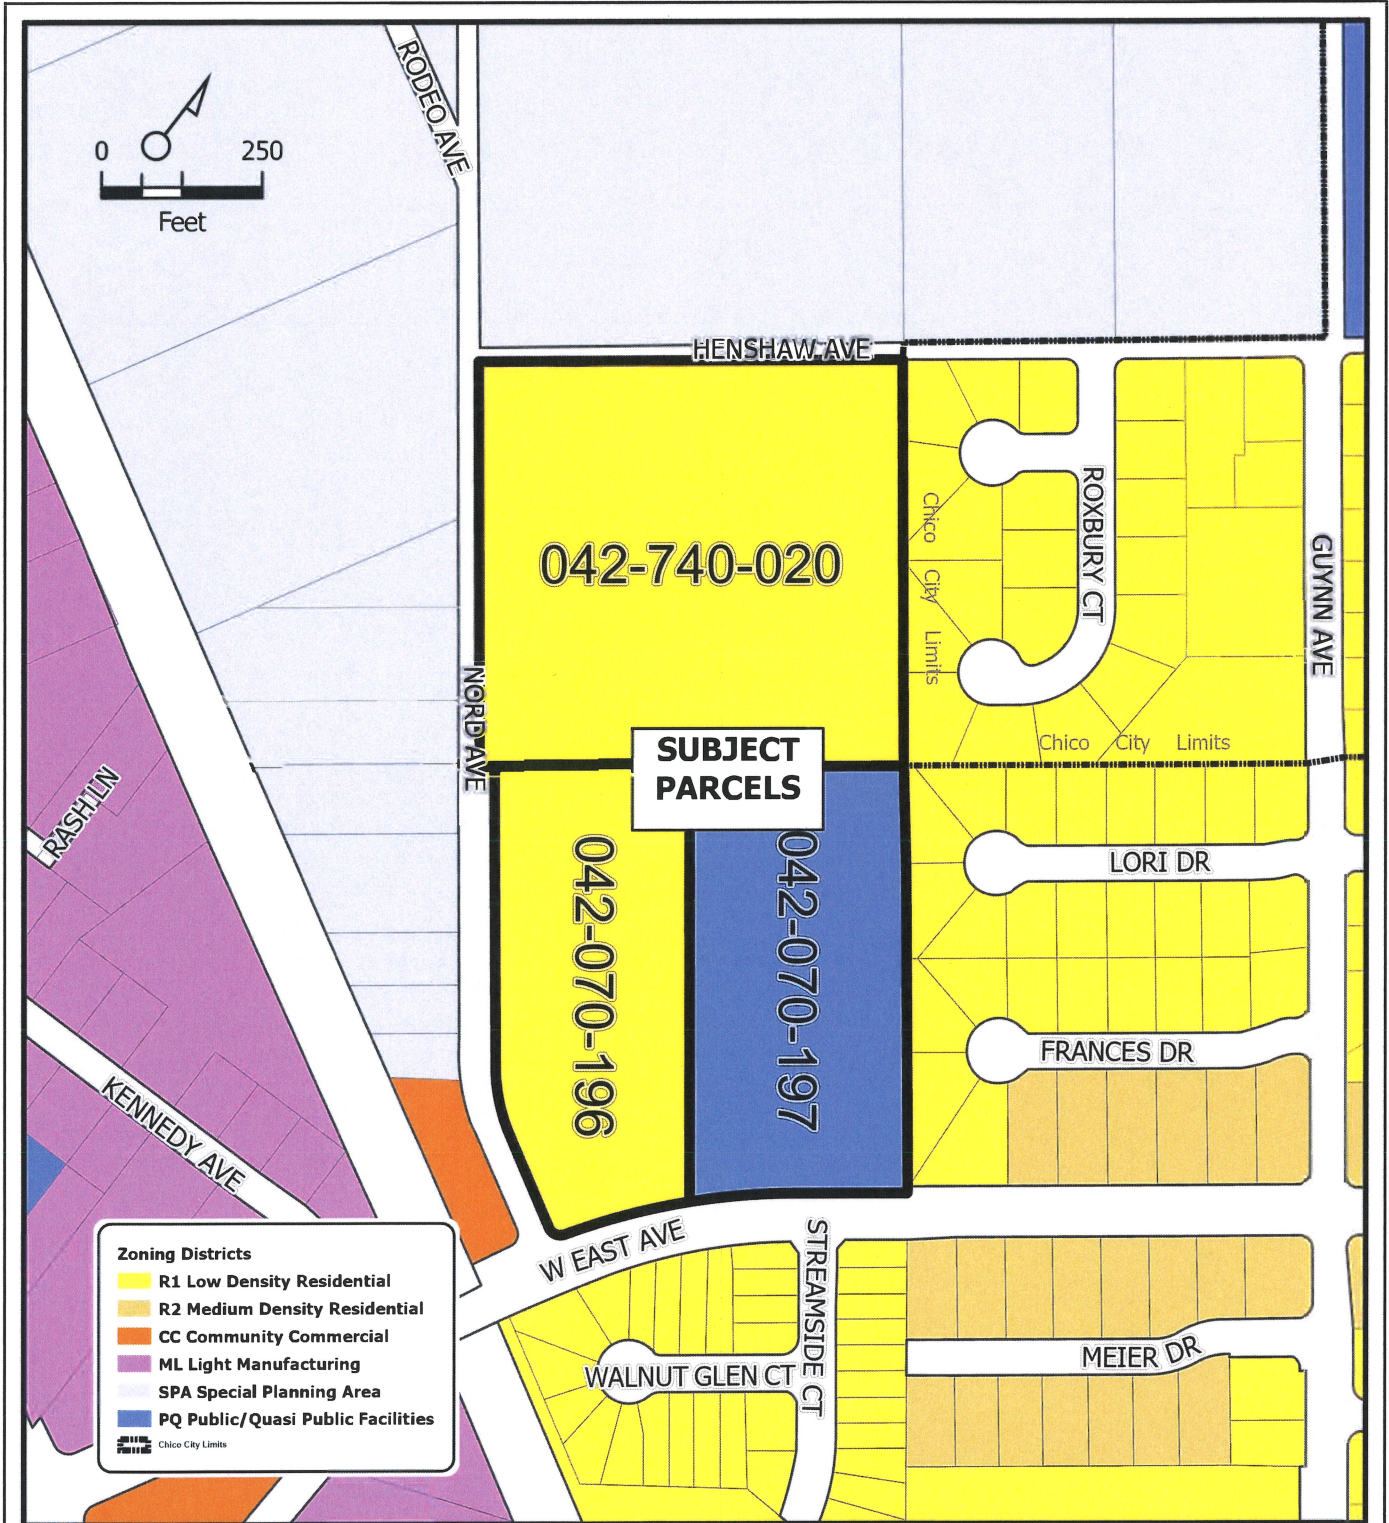 RODEO AVE
0 250
Feet
HENSHAW AVE
042-740-020
Chico City Limits
ROXBURY CT
GUYNN AVE
NORD AVE
SUBJECT
PARCELS
Chico City Limits
RASH LN
042-070-196
042-070-197
LORI DR
FRANCES DR
KENNEDY AVE
W EAST AVE
STREAMSIDE CT
WALNUT GLEN CT
MEIER DR
Zoning Districts
R1 Low Density Residential
R2 Medium Density Residential
CC Community Commercial
ML Light Manufacturing
SPA Special Planning Area
PQ Public/Quasi Public Facilities
Chico City Limits